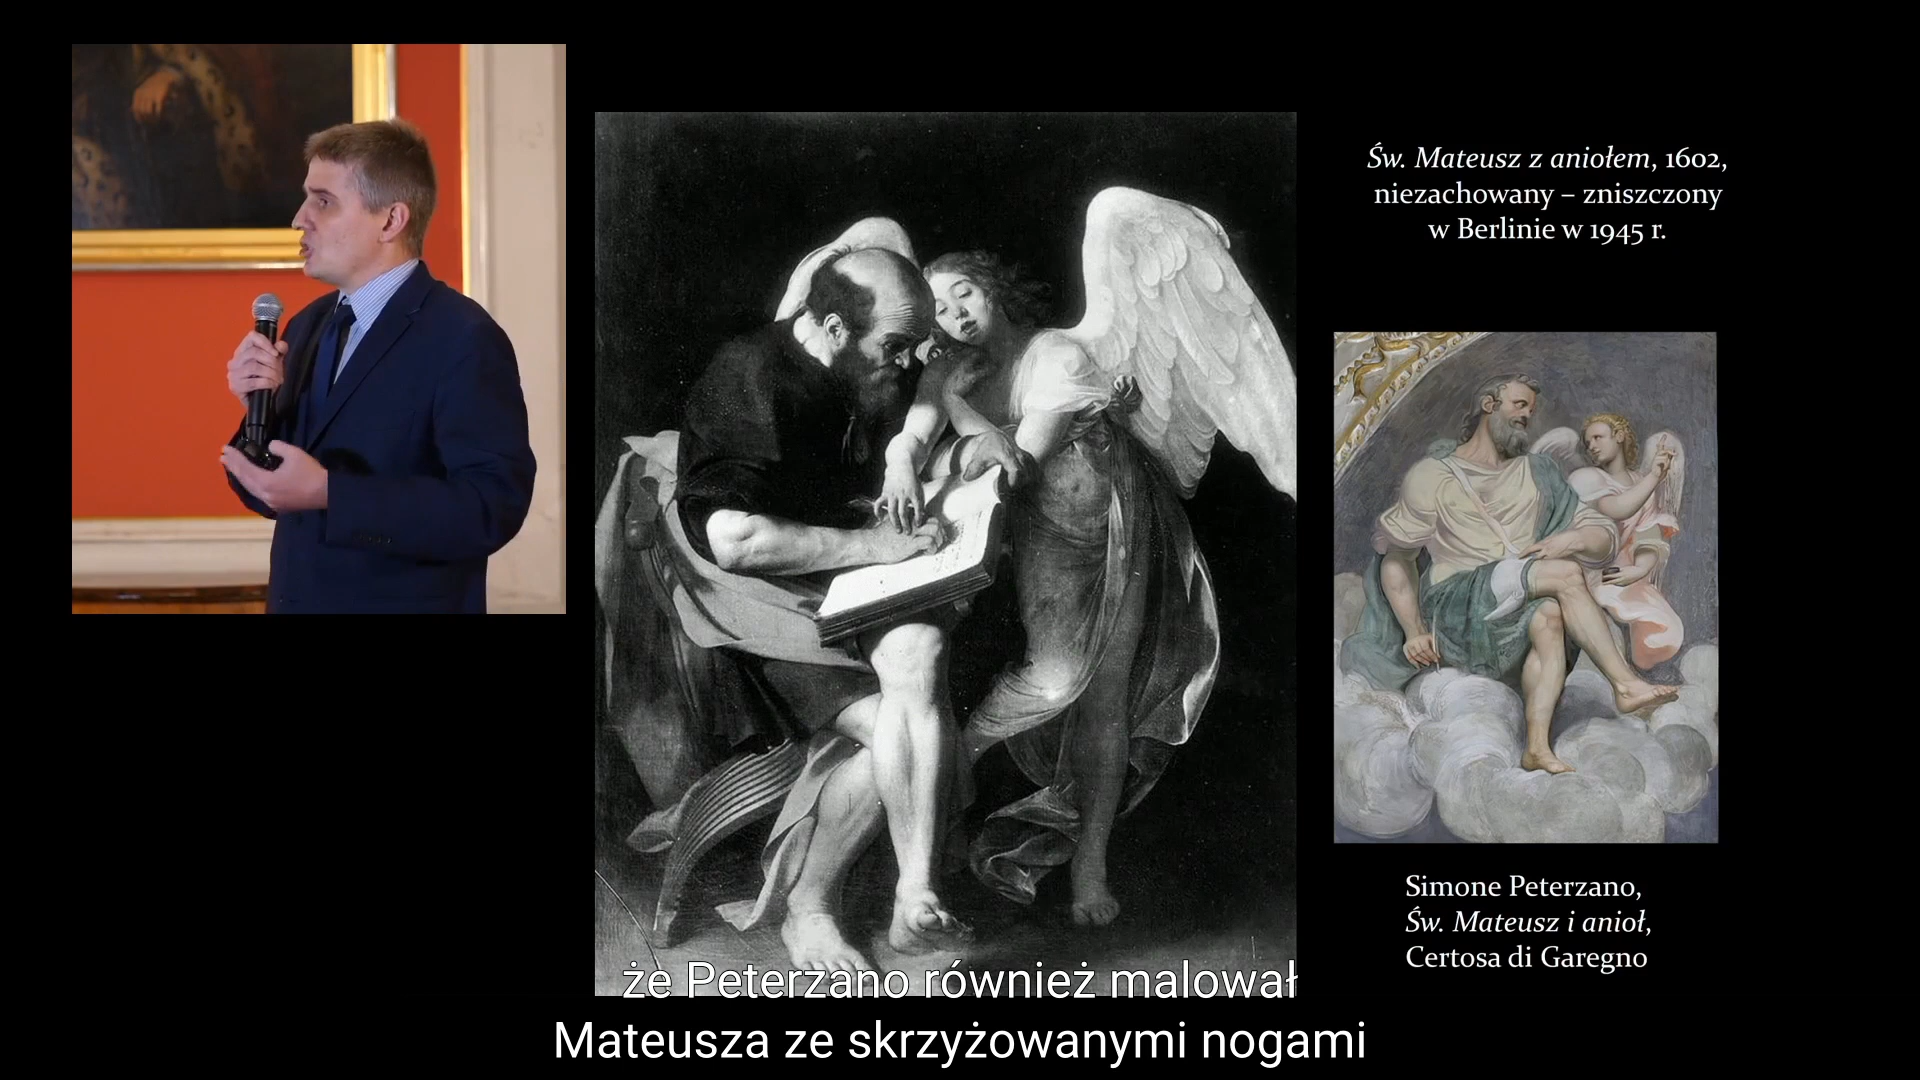 Św. Mateusz z aniołem, 1602,
niezachowany – zniszczony
w Berlinie w 1945 r.
Simone Peterzano,
Św. Mateusz i anioł,
Certosa di Garegno
że Peterzano również malował
Mateusza ze skrzyżowanymi nogami